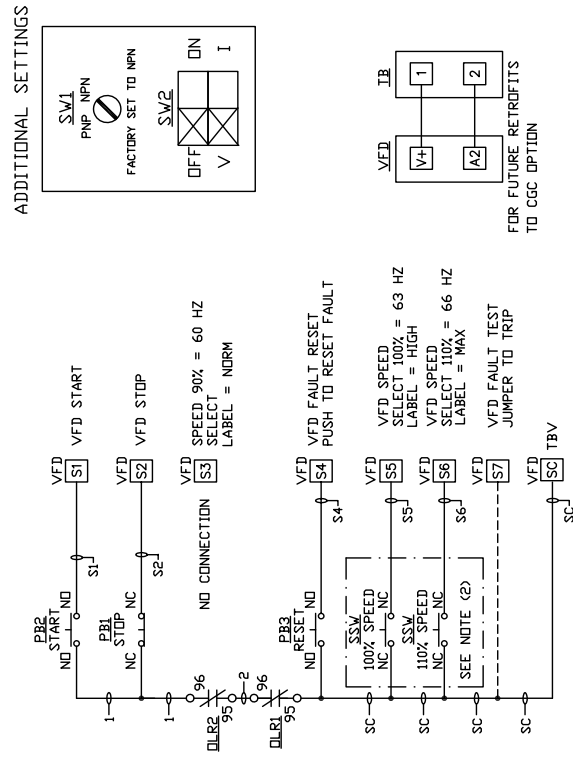 ADDITIONAL SETTINGS
SW1
PNP NPN
FACTORY SET TO NPN
SW2
OFF ON
V I
VFD TB
V+ 1
A2 2
FOR FUTURE RETROFITS
TO CGC OPTION
PB2
START
NO NO
S1
VFD
S1
VFD START
1
PB1
STOP
NC NC
S2
VFD
S2
VFD STOP
1
NO CONNECTION
VFD
S3
SPEED 90% = 60 HZ
SELECT
LABEL = NORM
OLR2
96
95
2
OLR1
96
95
PB3
RESET
NO NO
S4
VFD
S4
VFD FAULT RESET
PUSH TO RESET FAULT
SC
SSW
100% SPEED
NC NC
S5
VFD
S5
VFD SPEED
SELECT 100% = 63 HZ
LABEL = HIGH
SC
SSW
110% SPEED
NC NC
S6
VFD
S6
VFD SPEED
SELECT 110% = 66 HZ
LABEL = MAX
SEE NOTE (2)
SC
VFD
S7
VFD FAULT TEST
JUMPER TO TRIP
SC
SC
VFD
SC
TBV